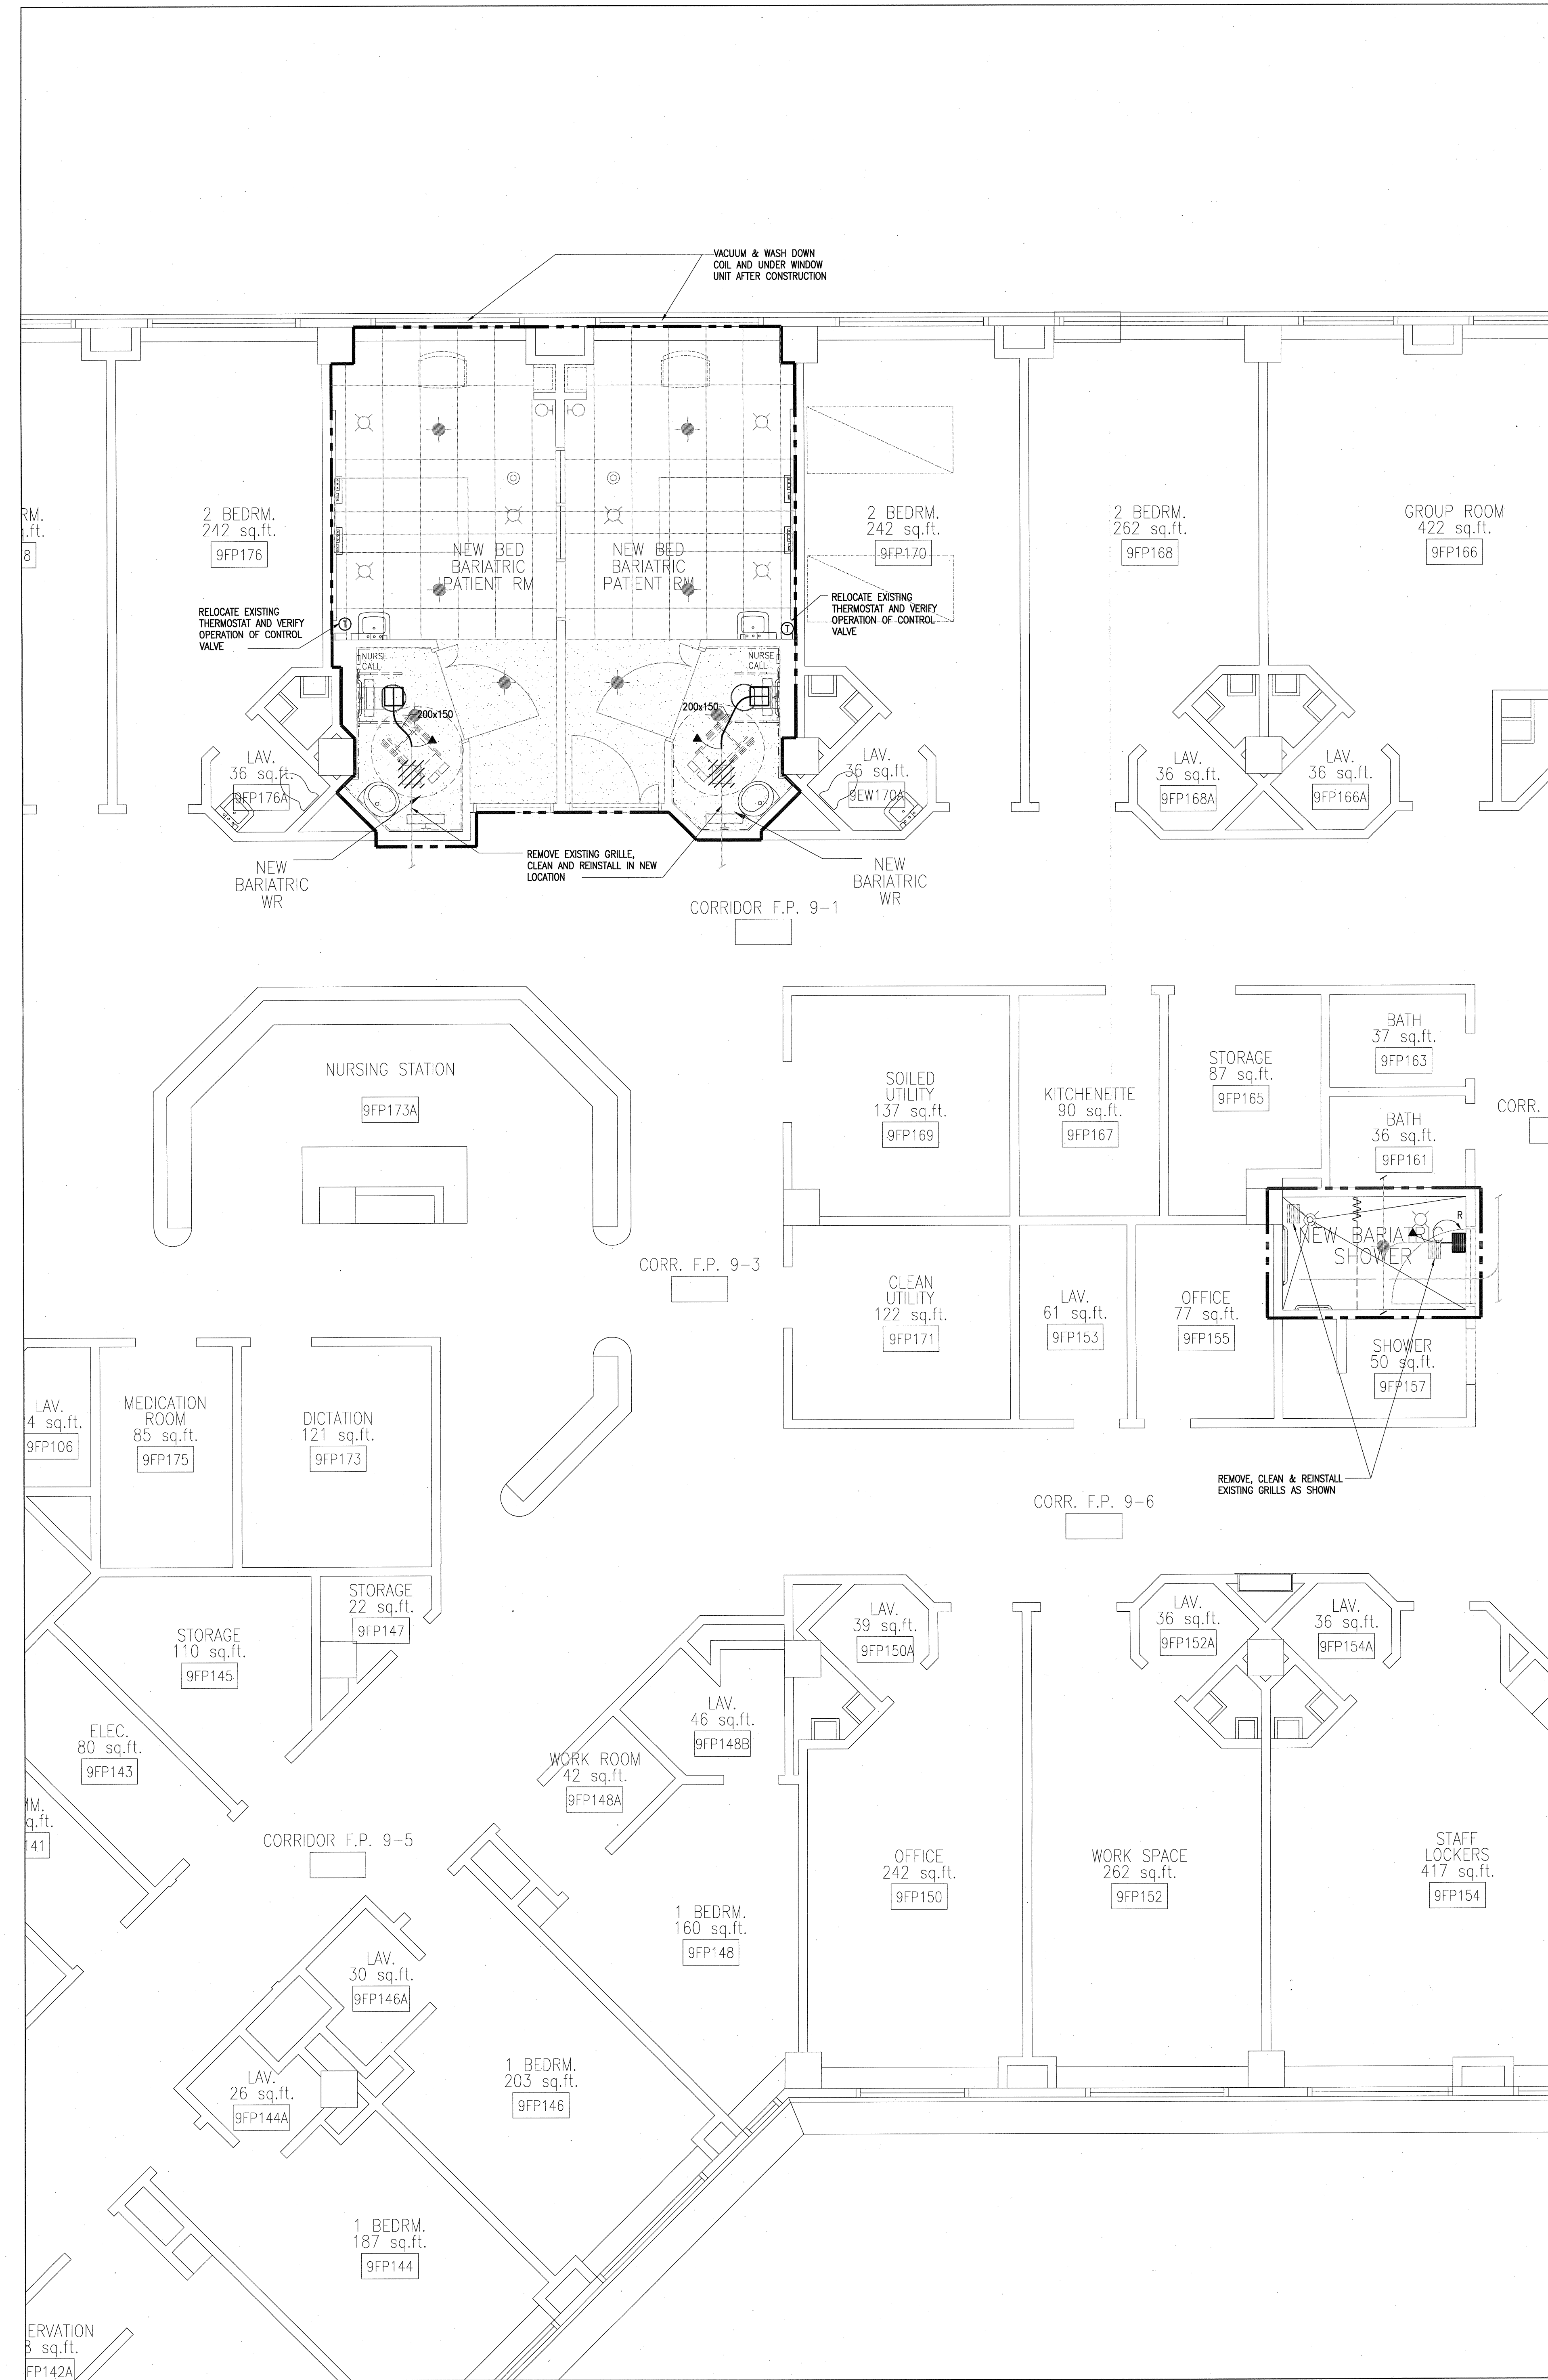 VACUUM & WASH DOWN
COIL AND UNDER WINDOW
UNIT AFTER CONSTRUCTION
RM.
q.ft.
8
2 BEDRM.
242 sq.ft.
9FP176
NEW BED
BARIATRIC
PATIENT RM
NEW BED
BARIATRIC
PATIENT RM
2 BEDRM.
242 sq.ft.
9FP170
2 BEDRM.
262 sq.ft.
9FP168
GROUP ROOM
422 sq.ft.
9FP166
RELOCATE EXISTING
THERMOSTAT AND VERIFY
OPERATION OF CONTROL
VALVE
T
T
RELOCATE EXISTING
THERMOSTAT AND VERIFY
OPERATION OF CONTROL
VALVE
NURSE
CALL
NURSE
CALL
200x150
200x150
LAV.
36 sq.ft.
9FP176A
LAV.
36 sq.ft.
9EW170A
LAV.
36 sq.ft.
9FP168A
LAV.
36 sq.ft.
9FP166A
NEW
BARIATRIC
WR
REMOVE EXISTING GRILLE,
CLEAN AND REINSTALL IN NEW
LOCATION
NEW
BARIATRIC
WR
CORRIDOR F.P. 9-1
NURSING STATION
9FP173A
SOILED
UTILITY
137 sq.ft.
9FP169
KITCHENETTE
90 sq.ft.
9FP167
STORAGE
87 sq.ft.
9FP165
BATH
37 sq.ft.
9FP163
BATH
36 sq.ft.
9FP161
CORR.
R
NEW BARIATRIC
SHOWER
CORR. F.P. 9-3
CLEAN
UTILITY
122 sq.ft.
9FP171
LAV.
61 sq.ft.
9FP153
OFFICE
77 sq.ft.
9FP155
SHOWER
50 sq.ft.
9FP157
LAV.
4 sq.ft.
9FP106
MEDICATION
ROOM
85 sq.ft.
9FP175
DICTATION
121 sq.ft.
9FP173
REMOVE, CLEAN & REINSTALL
EXISTING GRILLS AS SHOWN
CORR. F.P. 9-6
STORAGE
22 sq.ft.
9FP147
STORAGE
110 sq.ft.
9FP145
LAV.
39 sq.ft.
9FP150A
LAV.
36 sq.ft.
9FP152A
LAV.
36 sq.ft.
9FP154A
LAV.
46 sq.ft.
9FP148B
ELEC.
80 sq.ft.
9FP143
WORK ROOM
42 sq.ft.
9FP148A
MM.
q.ft.
141
CORRIDOR F.P. 9-5
OFFICE
242 sq.ft.
9FP150
WORK SPACE
262 sq.ft.
9FP152
STAFF
LOCKERS
417 sq.ft.
9FP154
1 BEDRM.
160 sq.ft.
9FP148
LAV.
30 sq.ft.
9FP146A
LAV.
26 sq.ft.
9FP144A
1 BEDRM.
203 sq.ft.
9FP146
1 BEDRM.
187 sq.ft.
9FP144
ERVATION
3 sq.ft.
FP142A